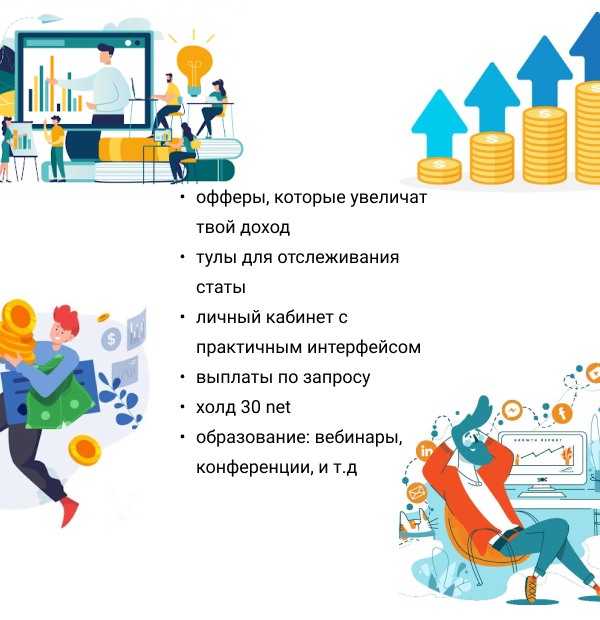 • офферы, которые увеличат
твой доход
• тулы для отслеживания
статы
• личный кабинет с
практичным интерфейсом
• выплаты по запросу
• холд 30 net
• образование: вебинары,
конференции, и т.д
GROWTH REPORT